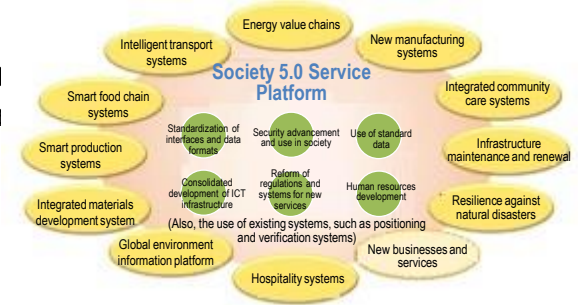 Energy value chains
Intelligent transport
systems
New manufacturing
systems
Society 5.0 Service
Platform
Smart food chain
systems
Integrated community
care systems
Standardization of
interfaces and data
formats
Security advancement
and use in society
Use of standard
data
Smart production
systems
Infrastructure
maintenance and renewal
Consolidated
development of ICT
infrastructure
Reform of
regulations and
systems for new
services
Human resources
development
Integrated materials
development system
Resilience against
natural disasters
(Also, the use of existing systems, such as positioning
and verification systems)
Global environment
information platform
New businesses and
services
Hospitality systems